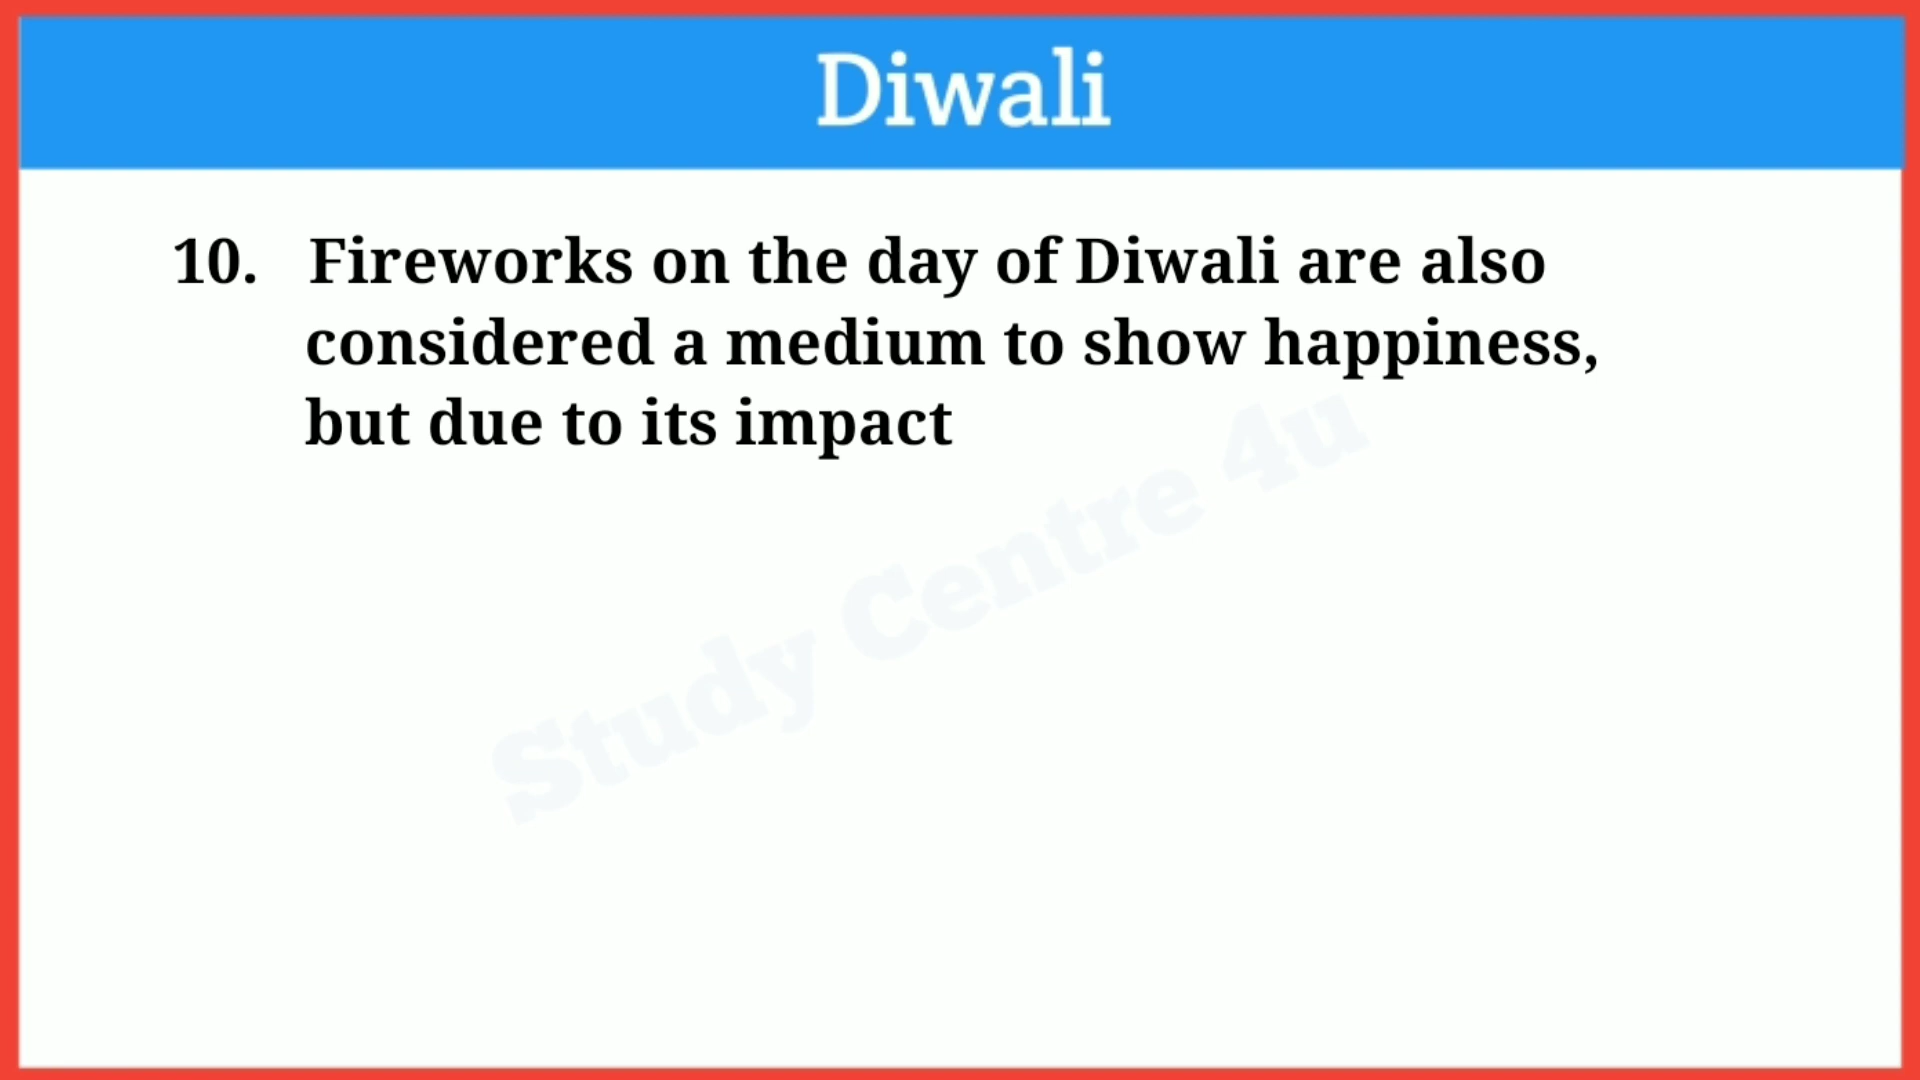 Diwali
10. Fireworks on the day of Diwali are also
considered a medium to show happiness,
but due to its impact
Study Centre 4u